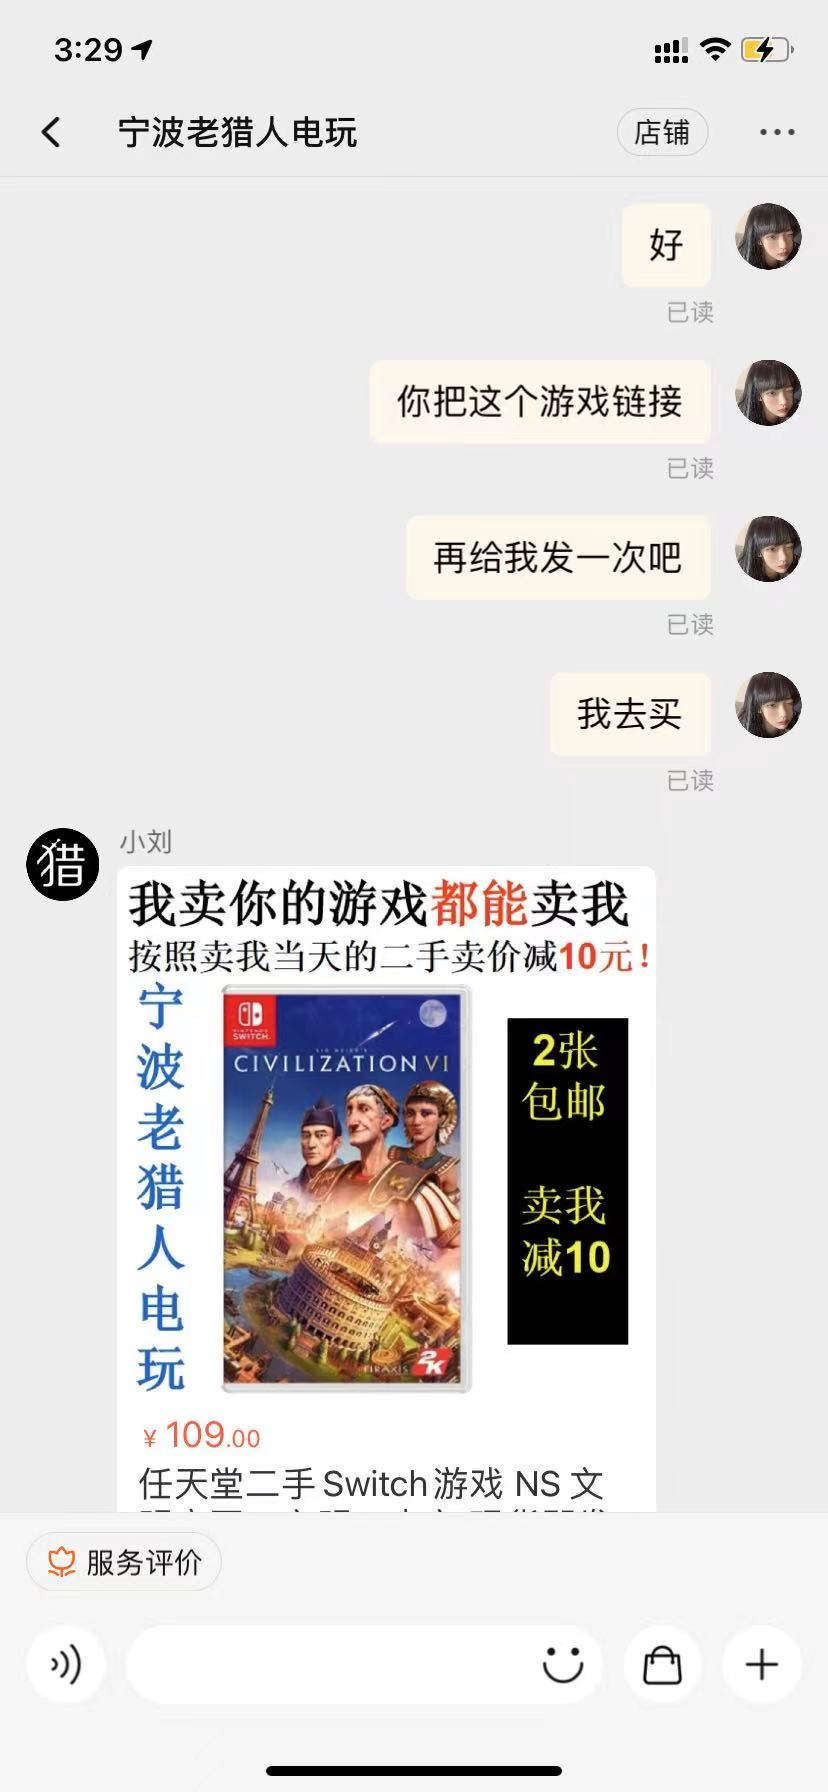 3:29
宁波老猎人电玩
店铺
好
已读
你把这个游戏链接
已读
再给我发一次吧
已读
我去买
已读
猎
小刘
我卖你的游戏都能卖我
按照卖我当天的二手卖价减10元！
宁波老猎人电玩
NINTENDO
SWITCH
SID MEIER'S
CIVILIZATION VI
FIRAXIS
2K
2张
包邮
卖我
减10
¥ 109.00
任天堂二手Switch游戏 NS 文
服务评价